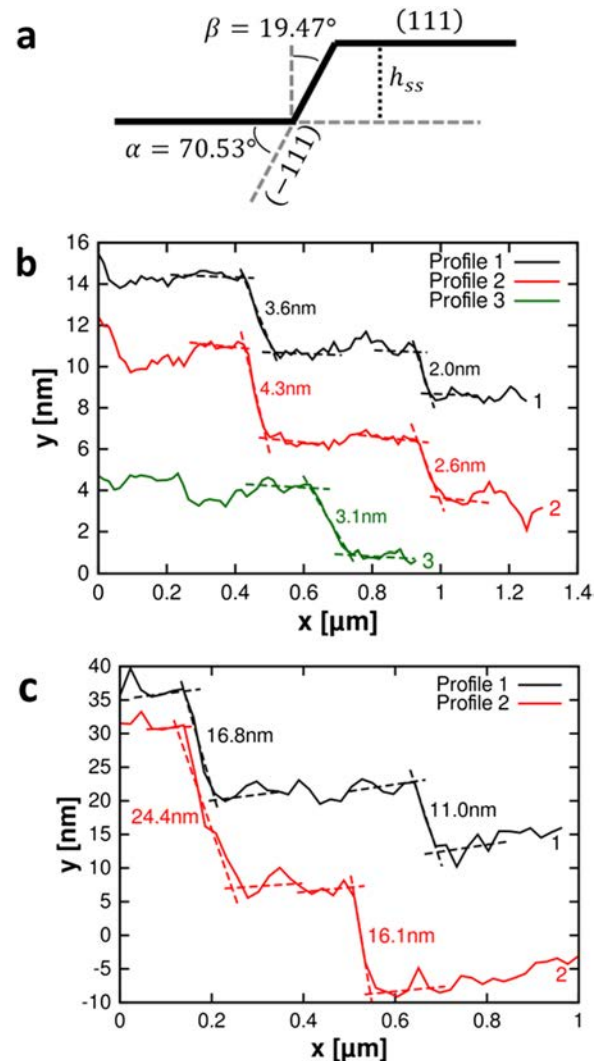 a
β = 19.47°
(111)
h_ss
α = 70.53°
(−111)
b
16
14
12
10
8
6
4
2
0
y [nm]
Profile 1
Profile 2
Profile 3
3.6nm
2.0nm
1
4.3nm
2.6nm
2
3.1nm
3
0 0.2 0.4 0.6 0.8 1 1.2 1.4
x [µm]
c
40
35
30
25
20
15
10
5
0
-5
-10
y [nm]
Profile 1
Profile 2
16.8nm
11.0nm
1
24.4nm
16.1nm
2
0 0.2 0.4 0.6 0.8 1
x [µm]